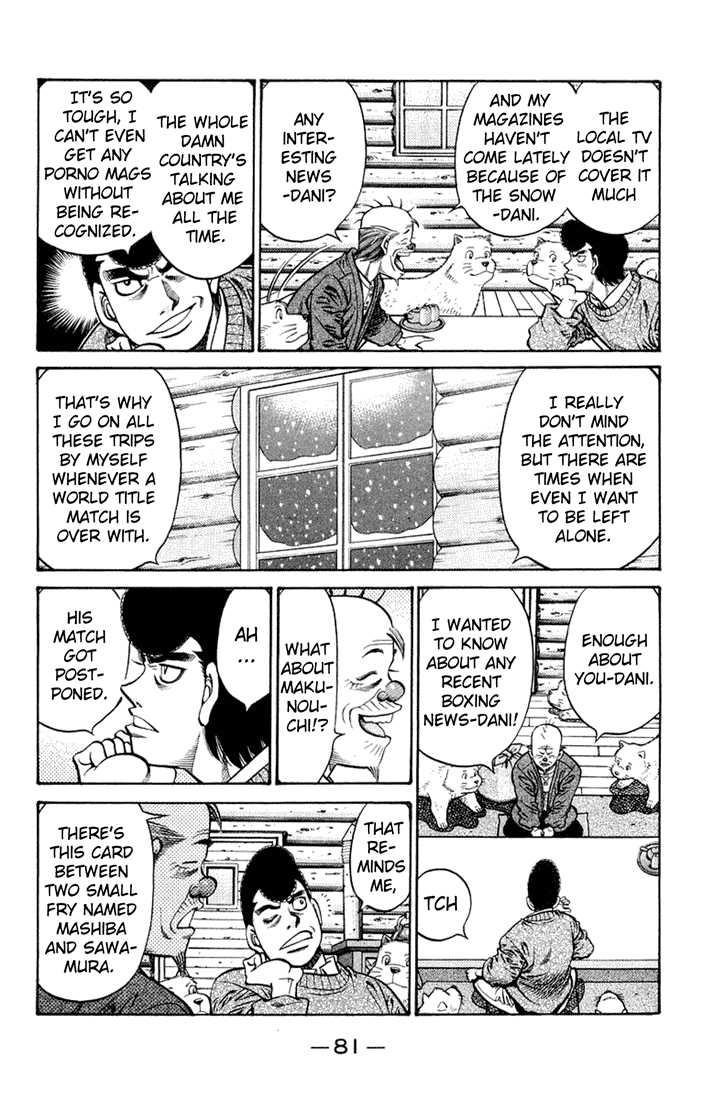 THE
LOCAL TV
DOESN'T
COVER IT
MUCH
AND MY
MAGAZINES
HAVEN'T
COME LATELY
BECAUSE OF
THE SNOW
-DANI.
ANY
INTER-
ESTING
NEWS
-DANI?
THE WHOLE
DAMN
COUNTRY'S
TALKING
ABOUT ME
ALL THE
TIME.
IT'S SO
TOUGH, I
CAN'T EVEN
GET ANY
PORNO MAGS
WITHOUT
BEING RE-
COGNIZED.
I REALLY
DON'T MIND
THE ATTENTION,
BUT THERE ARE
TIMES WHEN
EVEN I WANT
TO BE LEFT
ALONE.
THAT'S WHY
I GO ON ALL
THESE TRIPS
BY MYSELF
WHENEVER A
WORLD TITLE
MATCH IS
OVER WITH.
ENOUGH
ABOUT
YOU-DANI.
I WANTED
TO KNOW
ABOUT ANY
RECENT
BOXING
NEWS-DANI!
TCH
WHAT
ABOUT
MAKU-
NOU-
CHI!?
AH
...
HIS
MATCH
GOT
POST-
PONED.
THAT
RE-
MINDS
ME,
THERE'S
THIS CARD
BETWEEN
TWO SMALL
FRY NAMED
MASHIBA
AND SAWA-
MURA.
—81—